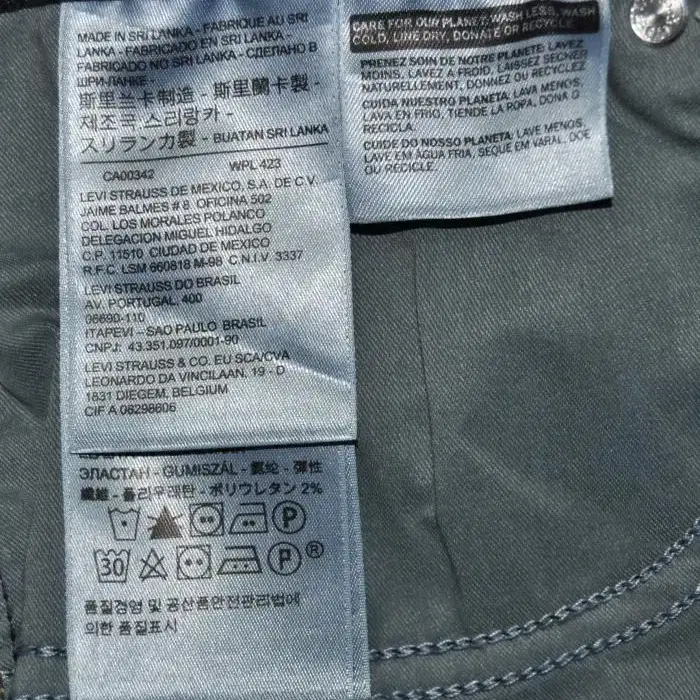 MADE IN SRI LANKA - FABRIQUE AU SRI
LANKA - FABRICADO EN SRI LANKA -
FABRICADO NO SRI LANKA - СДЕЛАНО В
ШРИ-ЛАНКЕ -
斯里兰卡制造 - 斯里蘭卡製 -
제조국 스리랑카 -
スリランカ製 - BUATAN SRI LANKA
CA00342 WPL 423
LEVI STRAUSS DE MEXICO, S.A. DE C.V.
JAIME BALMES # 8 OFICINA 502
COL. LOS MORALES POLANCO
DELEGACION MIGUEL HIDALGO
C.P. 11510 CIUDAD DE MEXICO
R.F.C. LSM 660818 M-98 C.N.I.V. 3337
LEVI STRAUSS DO BRASIL
AV. PORTUGAL, 400
06690-110
ITAPEVI – SAO PAULO BRASIL
CNPJ: 43.351.097/0001-90
LEVI STRAUSS & CO. EU SCA/CVA
LEONARDO DA VINCILAAN, 19 - D
1831 DIEGEM, BELGIUM
CIF A 08298606
ЭЛАСТАН - GUMISZÁL - 氨纶 - 彈性
纖維 - 폴리우레탄 - ポリウレタン 2%
P
30 P ®
품질경영 및 공산품안전관리법에
의한 품질표시
CARE FOR OUR PLANET: WASH LESS, WASH
COLD, LINE DRY, DONATE OR RECYCLE.
PRENEZ SOIN DE NOTRE PLANETE: LAVEZ
MOINS, LAVEZ A FROID, LAISSEZ SECHER
NATURELLEMENT, DONNEZ OU RECYCLEZ.
CUIDA NUESTRO PLANETA: LAVA MENOS,
LAVA EN FRIO, TIENDE LA ROPA, DONA O
RECICLA.
CUIDE DO NOSSO PLANETA: LAVE MENOS,
LAVE EM ÁGUA FRIA, SEQUE EM VARAL, DOE
OU RECICLE.